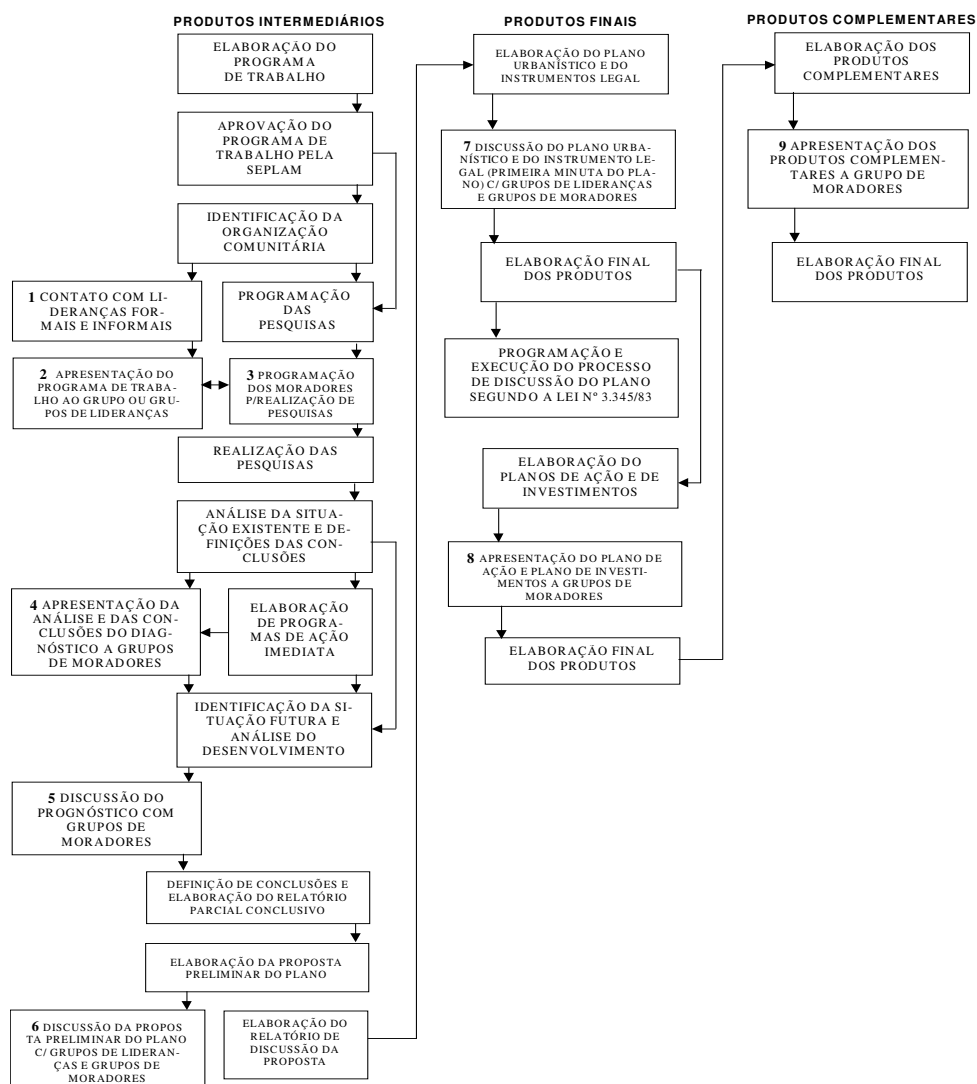 PRODUTOS INTERMEDIÁRIOS
ELABORAÇÃO DO
PROGRAMA
DE TRABALHO
APROVAÇÃO DO
PROGRAMA DE
TRABALHO PELA
SEPLAM
IDENTIFICAÇÃO DA
ORGANIZAÇÃO
COMUNITÁRIA
1 CONTATO COM LI-
DERANÇAS FOR-
MAIS E INFORMAIS
PROGRAMAÇÃO
DAS
PESQUISAS
2 APRESENTAÇÃO DO
PROGRAMA DE TRABA-
LHO AO GRUPO OU GRU-
POS DE LIDERANÇAS
3 PROGRAMAÇÃO
DOS MORADORES
P/REALIZAÇÃO DE
PESQUISAS
REALIZAÇÃO DAS
PESQUISAS
ANÁLISE DA SITUA-
ÇÃO EXISTENTE E DE-
FINIÇÕES DAS CON-
CLUSÕES
4 APRESENTAÇÃO DA
ANÁLISE E DAS CON-
CLUSÕES DO DIAG-
NÓSTICO A GRUPOS
DE MORADORES
ELABORAÇÃO
DE PROGRA-
MAS DE AÇÃO
IMEDIATA
IDENTIFICAÇÃO DA SI-
TUAÇÃO FUTURA E
ANÁLISE DO
DESENVOLVIMENTO
5 DISCUSSÃO DO
PROGNÓSTICO COM
GRUPOS DE
MORADORES
DEFINIÇÃO DE CONCLUSÕES E
ELABORAÇÃO DO RELATÓRIO
PARCIAL CONCLUSIVO
ELABORAÇÃO DA PROPOSTA
PRELIMINAR DO PLANO
6 DISCUSSÃO DA PROPOS
TA PRELIMINAR DO PLANO
C/ GRUPOS DE LIDERAN-
ÇAS E GRUPOS DE
MORADORES
ELABORAÇÃO DO
RELATÓRIO DE
DISCUSSÃO DA
PROPOSTA
PRODUTOS FINAIS
ELABORAÇÃO DO PLANO
URBANÍSTICO E DO
INSTRUMENTOS LEGAL
7 DISCUSSÃO DO PLANO URBA-
NÍSTICO E DO INSTRUMENTO LE-
GAL (PRIMEIRA MINUTA DO PLA-
NO) C/ GRUPOS DE LIDERANÇAS
E GRUPOS DE MORADORES
ELABORAÇÃO FINAL
DOS PRODUTOS
PROGRAMAÇÃO E
EXECUÇÃO DO PROCESSO
DE DISCUSSÃO DO PLANO
SEGUNDO A LEI Nº 3.345/83
ELABORAÇÃO DO
PLANOS DE AÇÃO E DE
INVESTIMENTOS
8 APRESENTAÇÃO DO PLANO DE
AÇÃO E PLANO DE INVESTI-
MENTOS A GRUPOS DE
MORADORES
ELABORAÇÃO FINAL
DOS PRODUTOS
PRODUTOS COMPLEMENTARES
ELABORAÇÃO DOS
PRODUTOS
COMPLEMENTARES
9 APRESENTAÇÃO DOS
PRODUTOS COMPLEMEN-
TARES A GRUPO DE
MORADORES
ELABORAÇÃO FINAL
DOS PRODUTOS